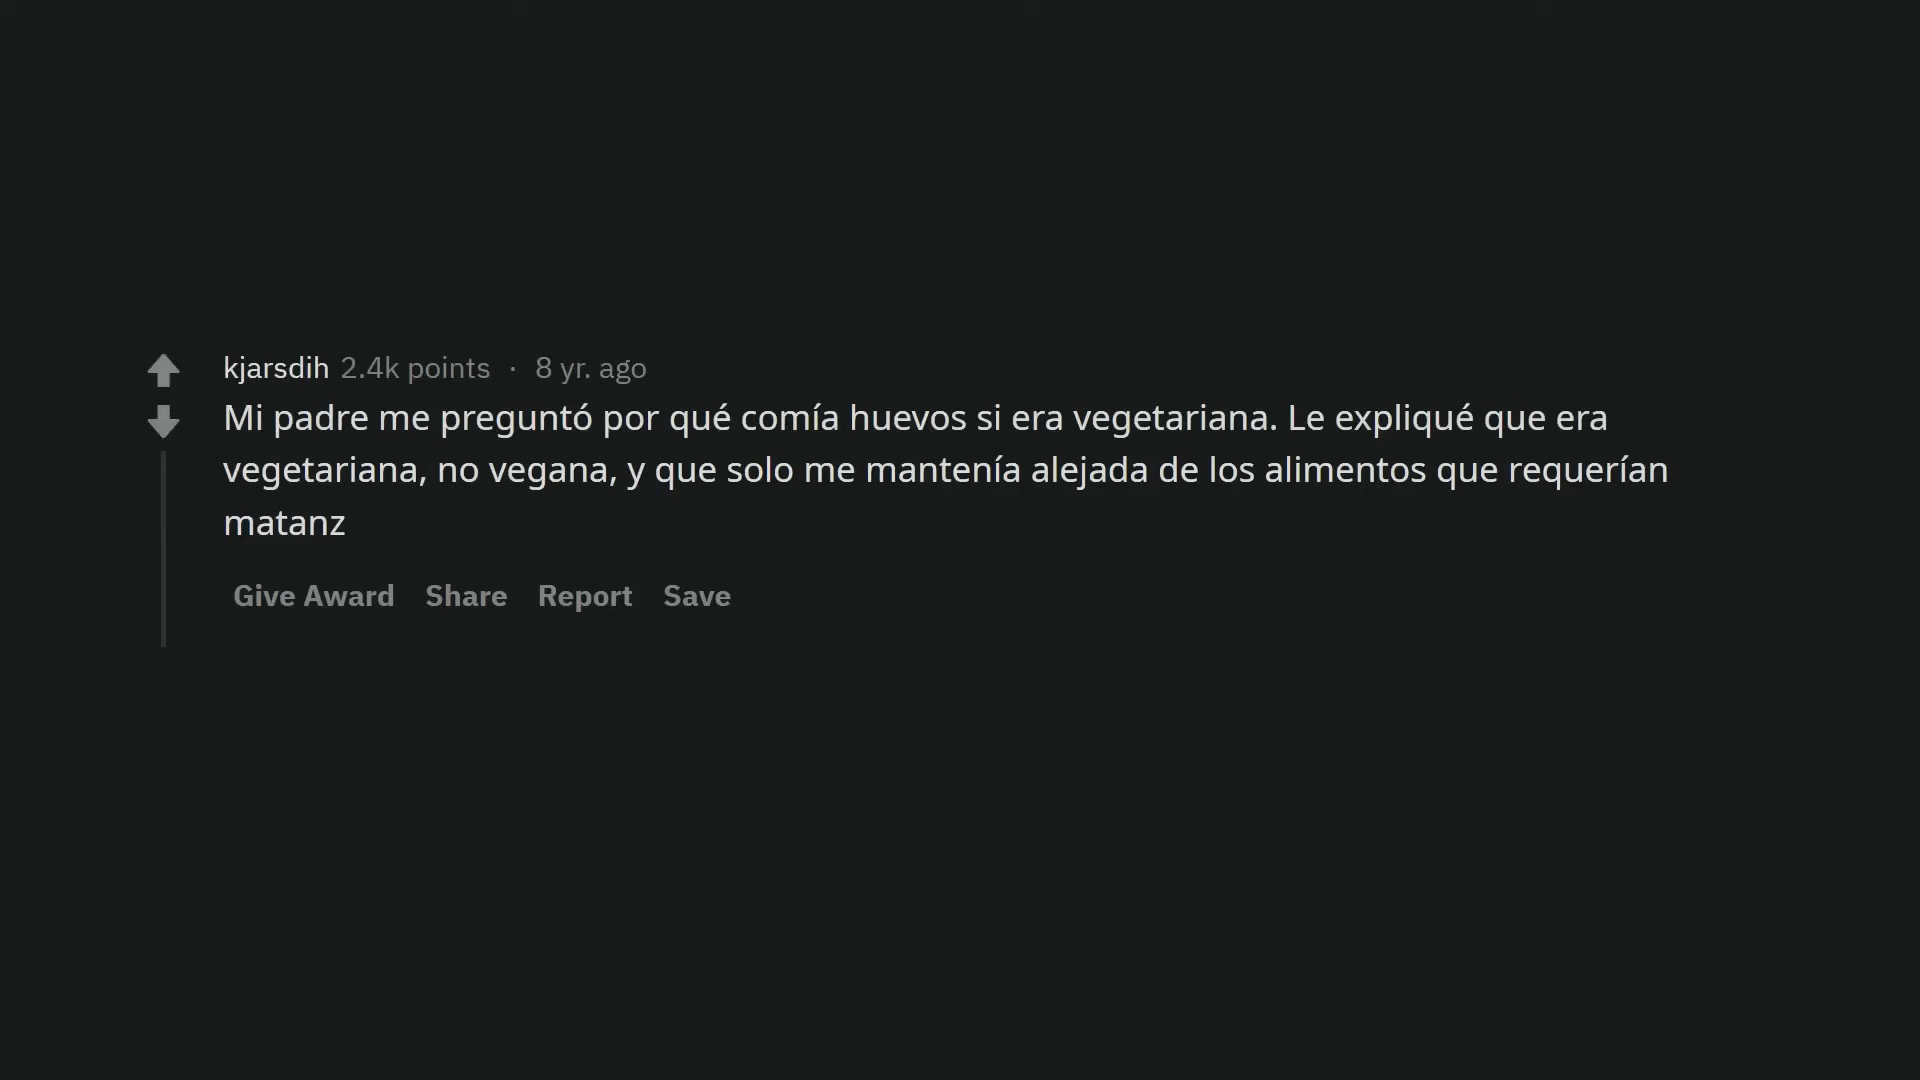 kjarsdih 2.4k points · 8 yr. ago
Mi padre me preguntó por qué comía huevos si era vegetariana. Le expliqué que era
vegetariana, no vegana, y que solo me mantenía alejada de los alimentos que requerían
matanz
Give Award Share Report Save